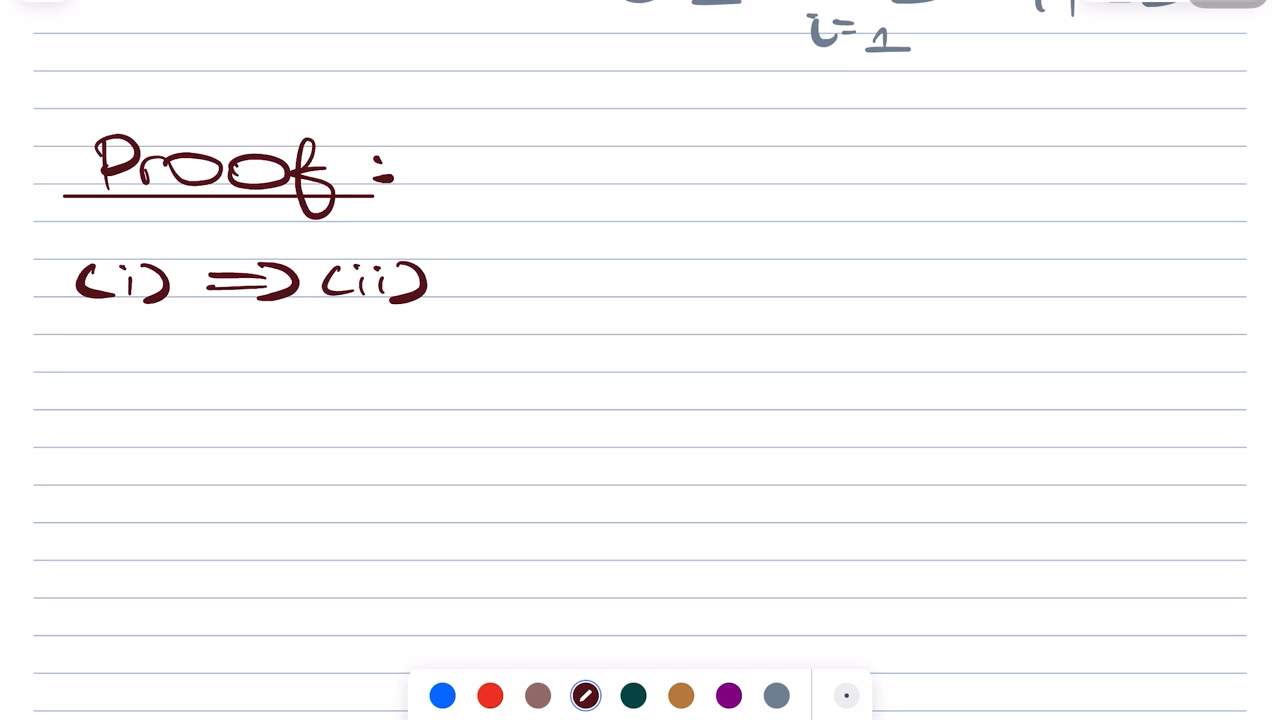 i=1
Proof :
(i) => (ii)